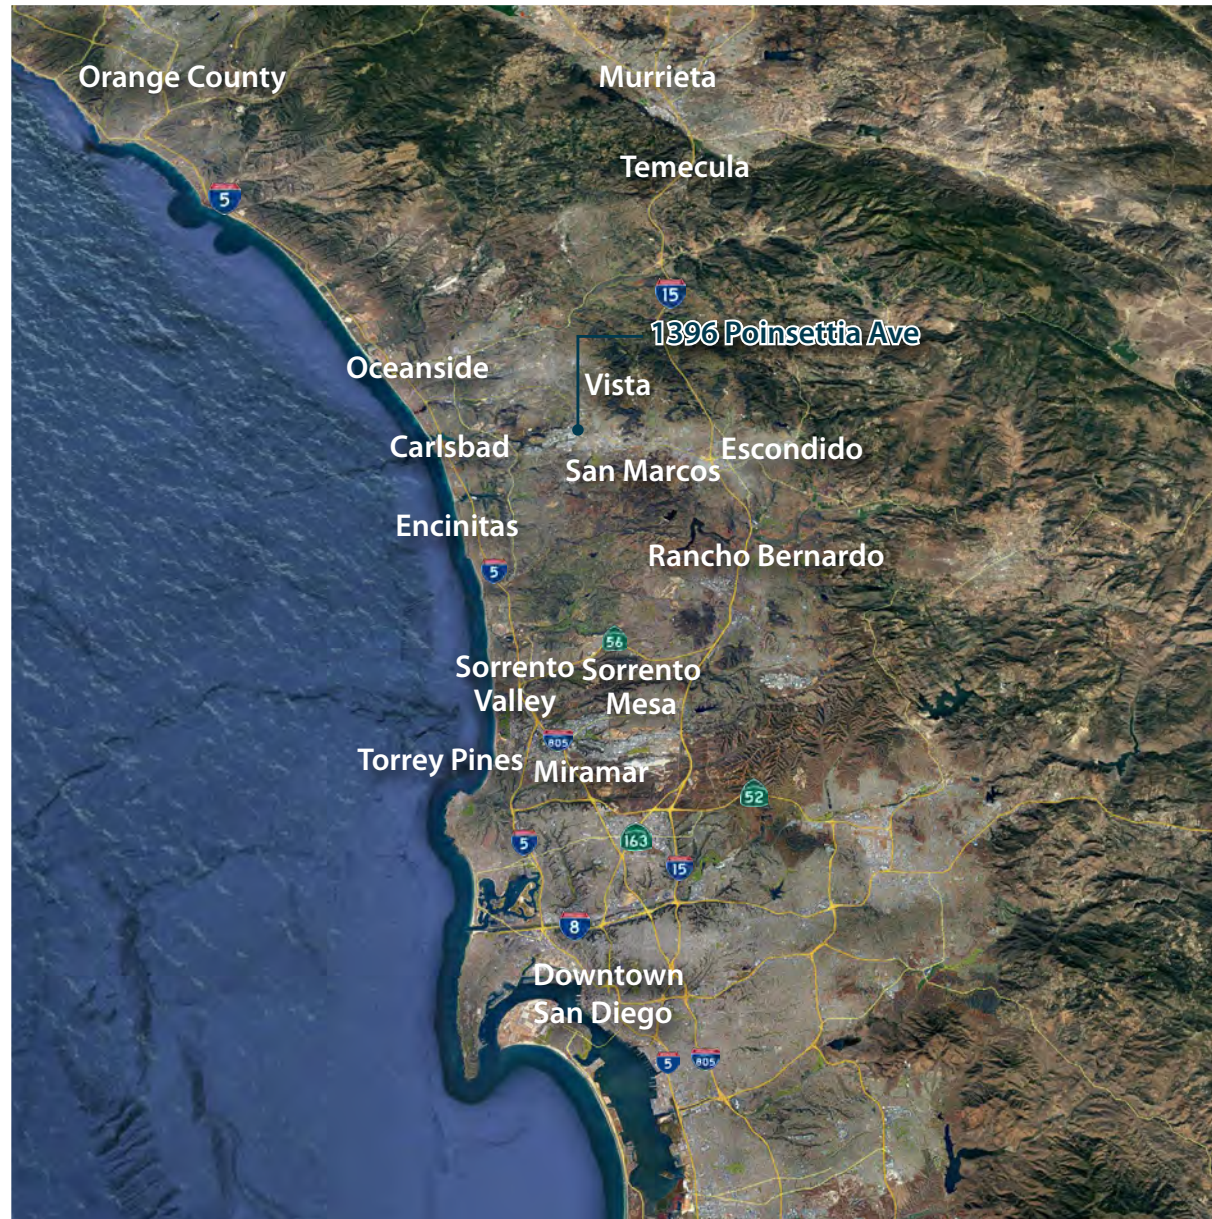 Orange County
Murrieta
Temecula
5
15
1396 Poinsettia Ave
Oceanside
Vista
Carlsbad
Escondido
San Marcos
Encinitas
Rancho Bernardo
5
56
Sorrento
Valley
Sorrento
Mesa
805
Torrey Pines
Miramar
52
5
163
15
8
Downtown
San Diego
5
805